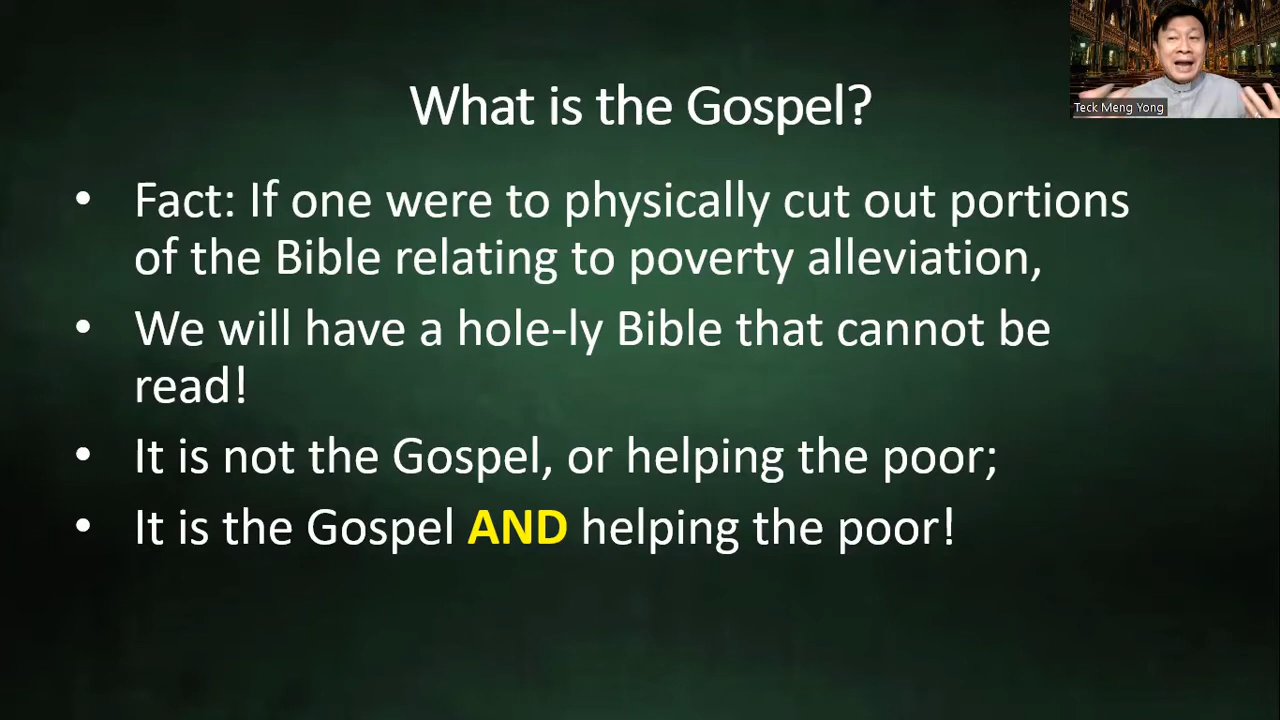 What is the Gospel?
Teck Meng Yong
• Fact: If one were to physically cut out portions
of the Bible relating to poverty alleviation,
• We will have a hole-ly Bible that cannot be
read!
• It is not the Gospel, or helping the poor;
• It is the Gospel AND helping the poor!